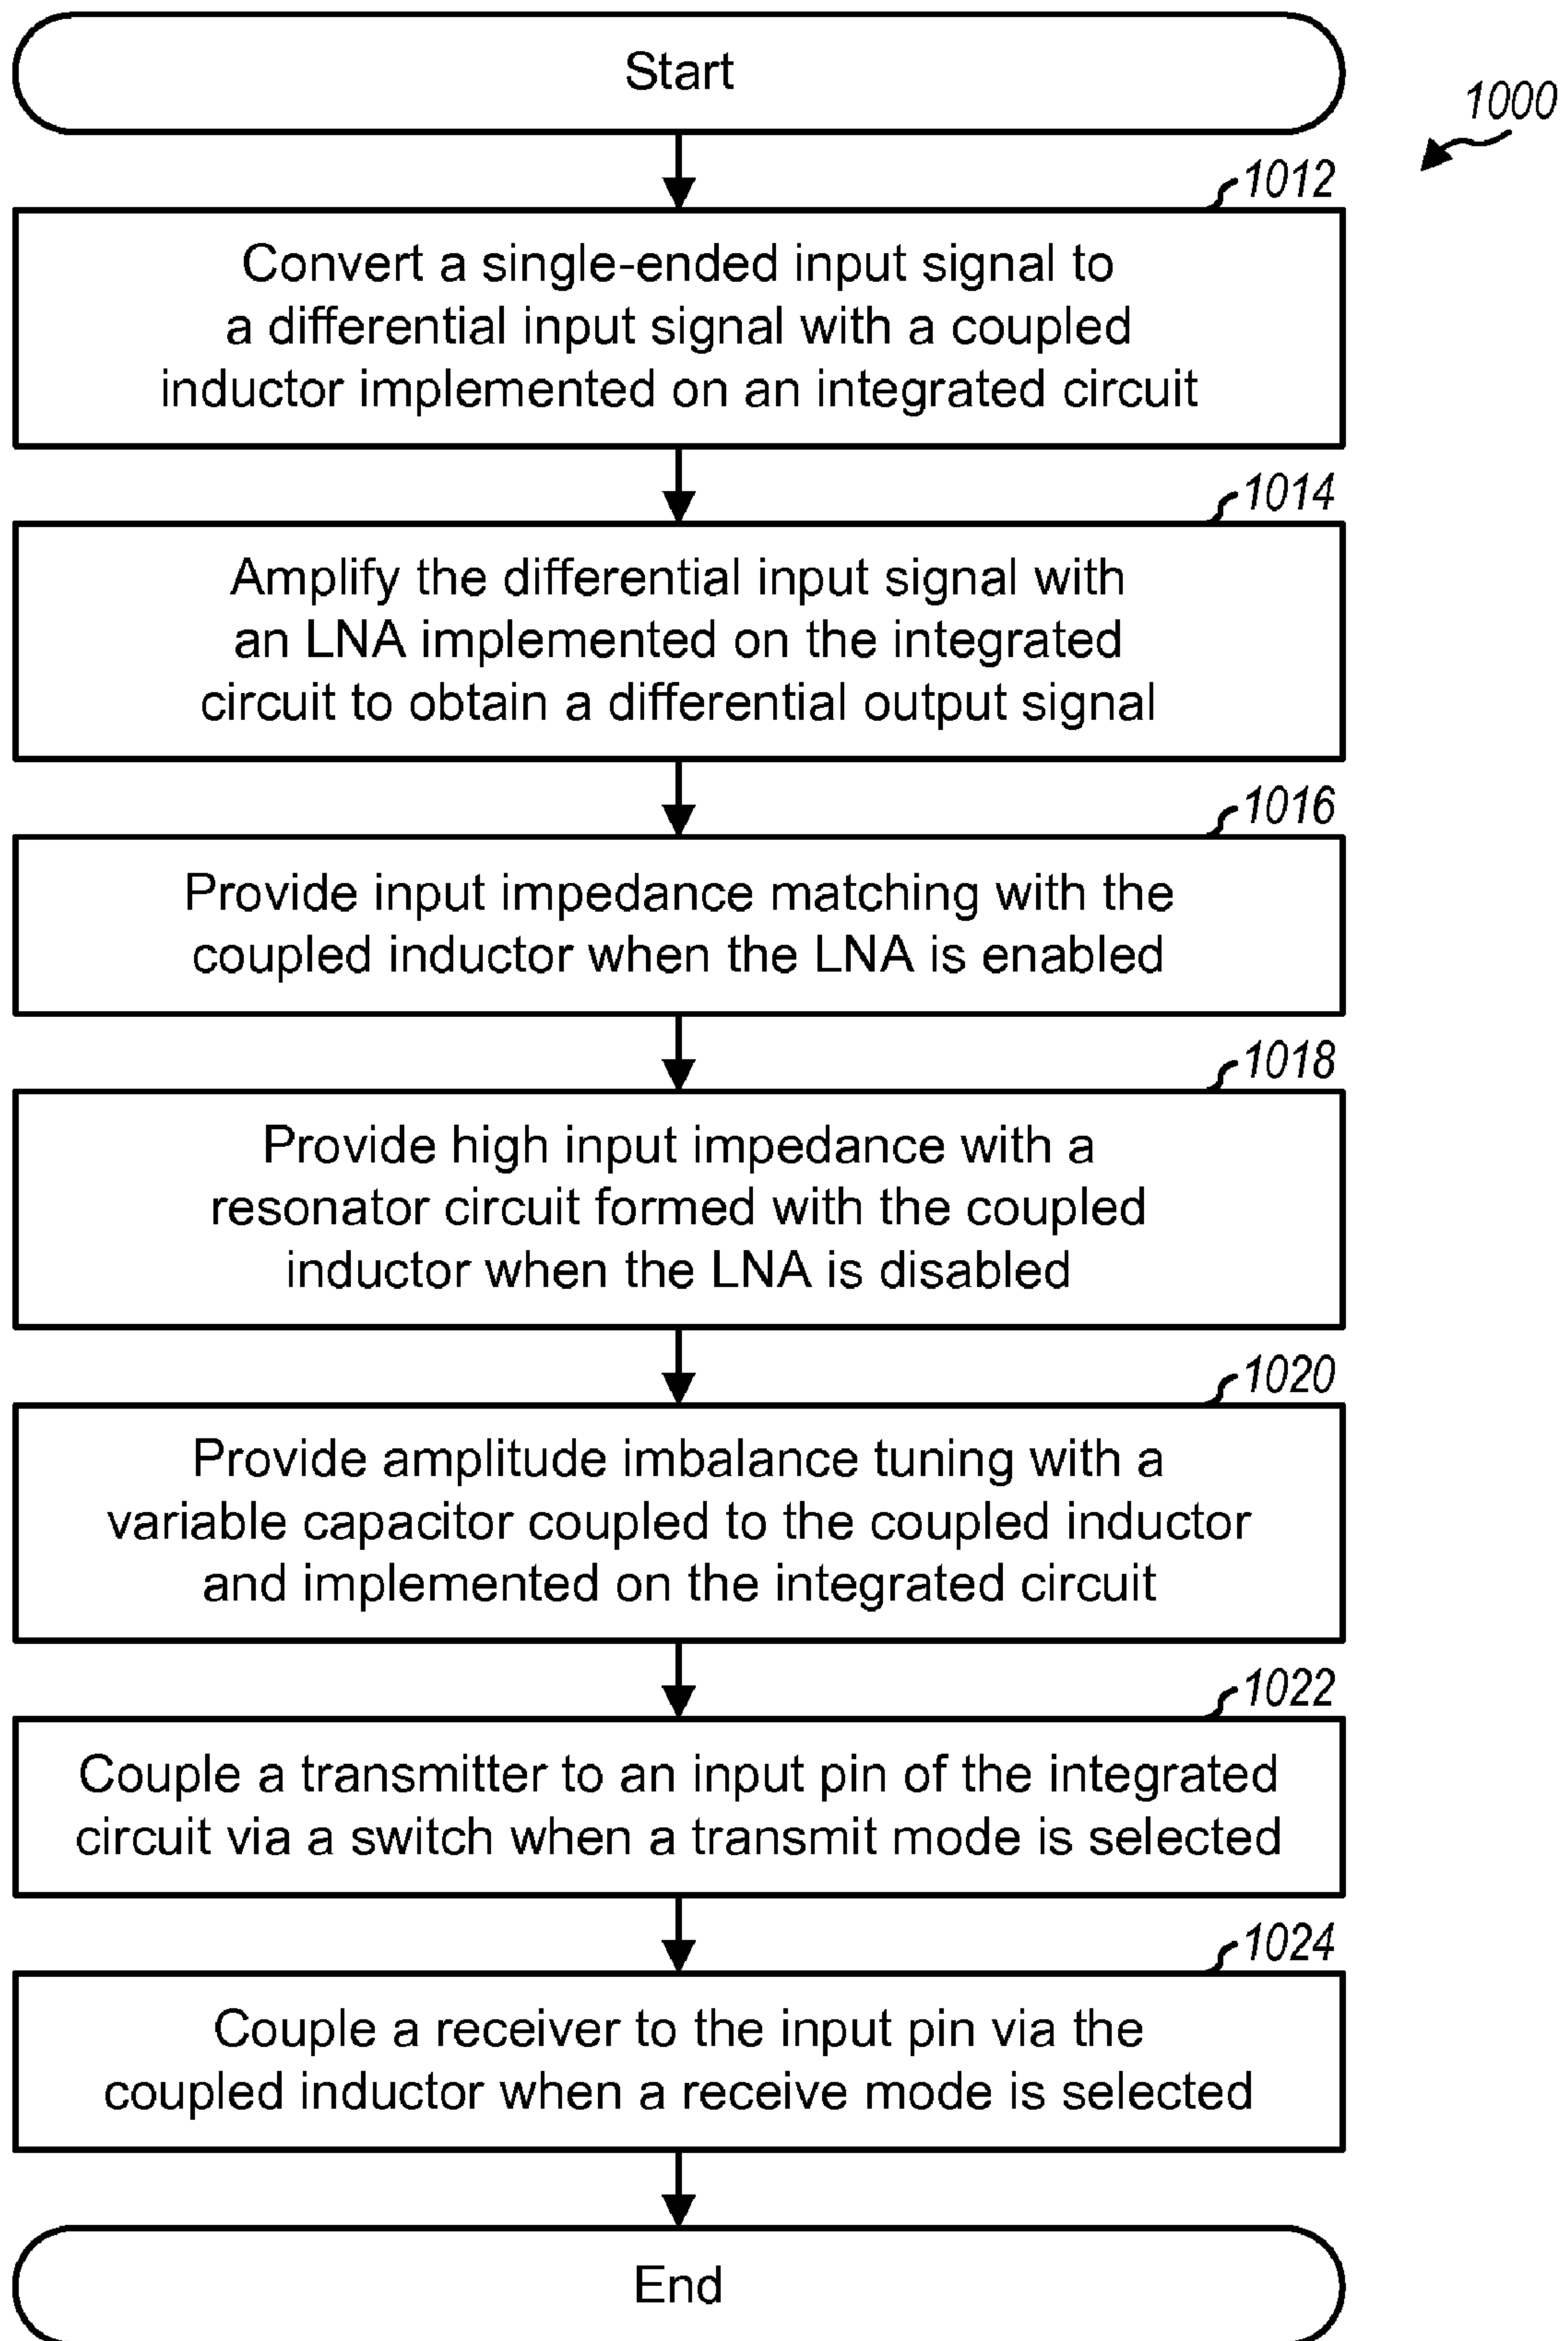 Start
1000
1012
Convert a single-ended input signal to
a differential input signal with a coupled
inductor implemented on an integrated circuit
1014
Amplify the differential input signal with
an LNA implemented on the integrated
circuit to obtain a differential output signal
1016
Provide input impedance matching with the
coupled inductor when the LNA is enabled
1018
Provide high input impedance with a
resonator circuit formed with the coupled
inductor when the LNA is disabled
1020
Provide amplitude imbalance tuning with a
variable capacitor coupled to the coupled inductor
and implemented on the integrated circuit
1022
Couple a transmitter to an input pin of the integrated
circuit via a switch when a transmit mode is selected
1024
Couple a receiver to the input pin via the
coupled inductor when a receive mode is selected
End